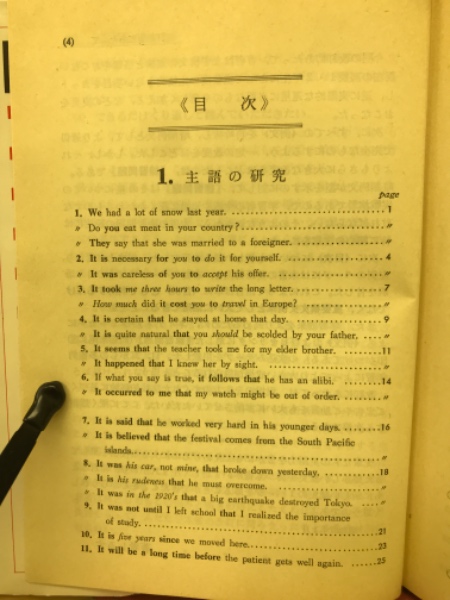 (4)
《目 次》
1. 主語の研究
page
1. We had a lot of snow last year. ..............................1
〃 Do you eat meat in your country? ..............................〃
〃 They say that she was married to a foreigner. ....................〃
2. It is necessary for you to do it for yourself. ....................4
〃 It was careless of you to accept his offer. ....................〃
3. It took me three hours to write the long letter. ..................7
〃 How much did it cost you to travel in Europe? ................〃
4. It is certain that he stayed at home that day. ..................9
〃 It is quite natural that you should be scolded by your father. ....〃
5. It seems that the teacher took me for my elder brother. ........11
〃 It happened that I knew her by sight. ....................〃
6. If what you say is true, it follows that he has an alibi. ........14
〃 It occurred to me that my watch might be out of order. ........〃
7. It is said that he worked very hard in his younger days. ........16
〃 It is believed that the festival comes from the South Pacific
islands. ..................................................〃
8. It was his car, not mine, that broke down yesterday. ............18
〃 It is his rudeness that he must overcome. ....................〃
〃 It was in the 1920's that a big earthquake destroyed Tokyo. ....〃
9. It was not until I left school that I realized the importance
of study. ..................................................21
10. It is five years since we moved here. ..........................23
11. It will be a long time before the patient gets well again. ......25